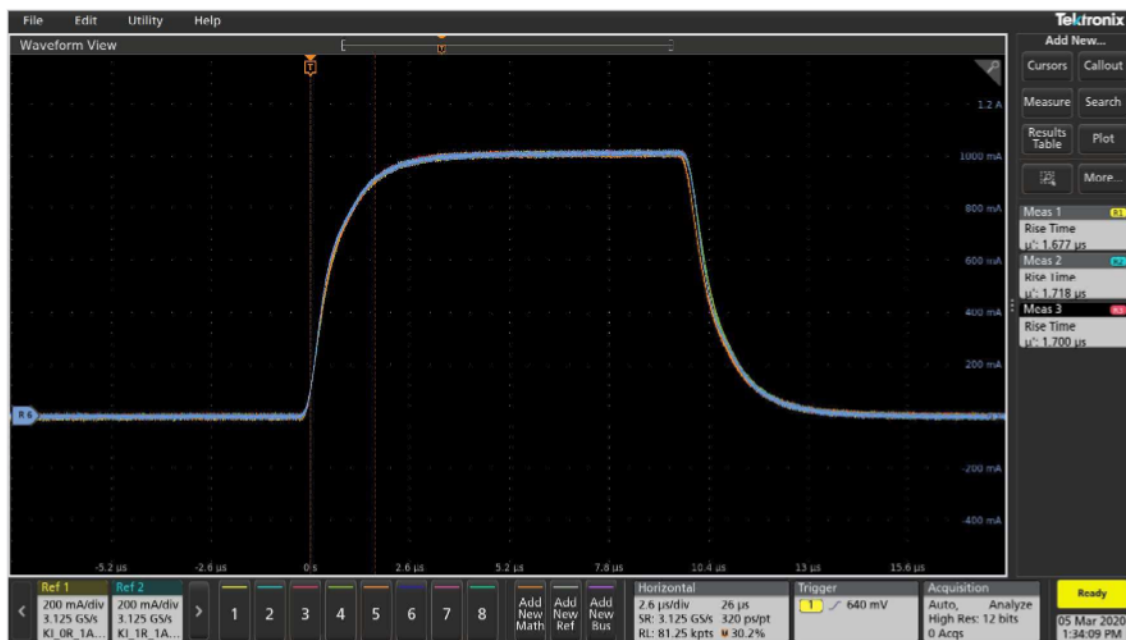 File Edit Utility Help
Tektronix
Waveform View
Add New...
T
T
Cursors Callout
Measure Search
Results Table Plot
More...
1.2 A
1000 mA
800 mA
600 mA
400 mA
200 mA
-200 mA
-400 mA
R 6
-5.2 µs -2.6 µs 0 s 2.6 µs 5.2 µs 7.8 µs 10.4 µs 13 µs 15.6 µs
Meas 1 R1
Rise Time
µ': 1.677 µs
Meas 2 R2
Rise Time
µ': 1.718 µs
Meas 3 R3
Rise Time
µ': 1.700 µs
Ref 1
200 mA/div
3.125 GS/s
KI_0R_1A...
Ref 2
200 mA/div
3.125 GS/s
KI_1R_1A...
1 2 3 4 5 6 7 8
Add New Math
Add New Ref
Add New Bus
Horizontal
2.6 µs/div 26 µs
SR: 3.125 GS/s 320 ps/pt
RL: 81.25 kpts 30.2%
Trigger
1 640 mV
Acquisition
Auto, Analyze
High Res: 12 bits
0 Acqs
Ready
05 Mar 2020
1:34:09 PM